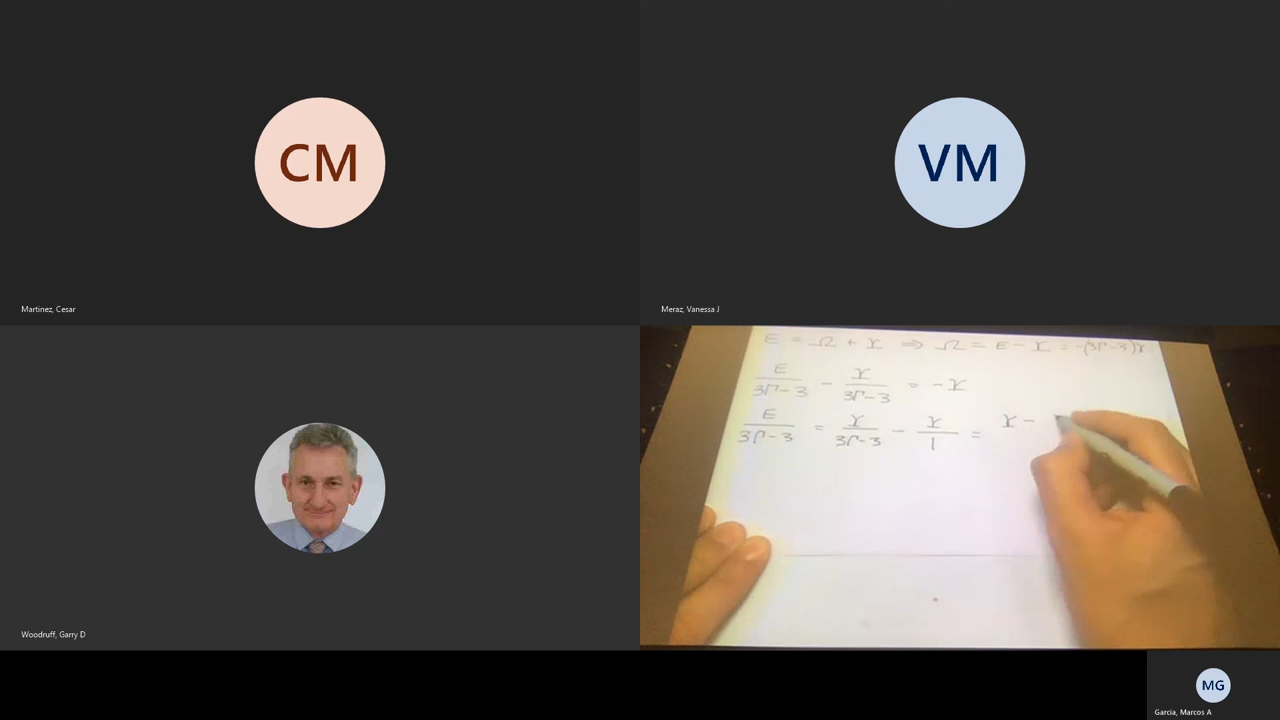 CM
Martinez, Cesar
VM
Meraz, Vanessa J
Woodruff, Garry D
E = Ω + ϒ ⇒ Ω = E - ϒ = -(3Γ-3)ϒ
E/3Γ-3 - ϒ/3Γ-3 = -ϒ
E/3Γ-3 = ϒ/3Γ-3 - ϒ/1 = ϒ -
MG
Garcia, Marcos A